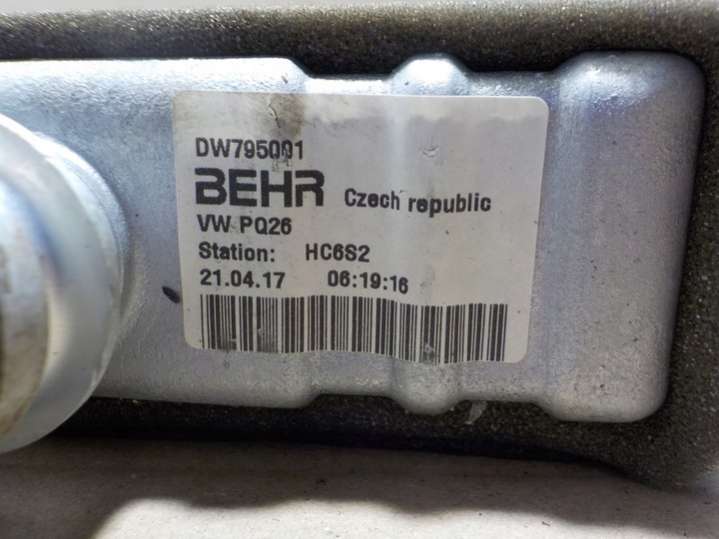 DW795001
BEHR Czech republic
VW PQ26
Station: HC6S2
21.04.17 06:19:16